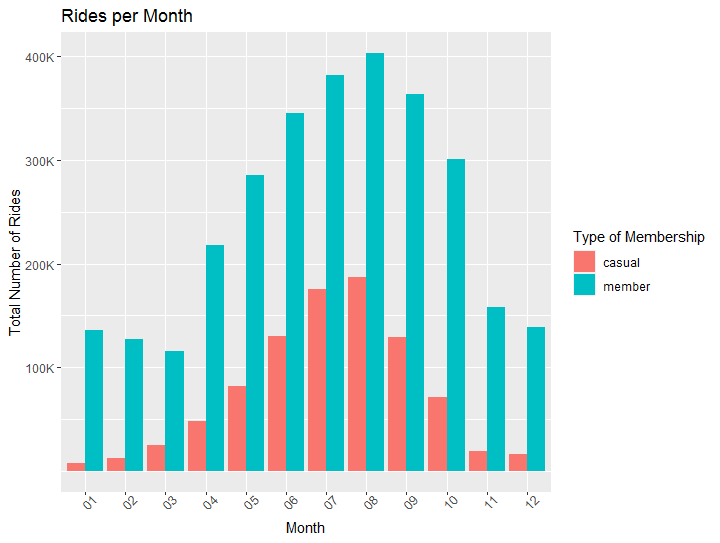 Rides per Month
Total Number of Rides
400K
300K
200K
100K
01 02 03 04 05 06 07 08 09 10 11 12
Month
Type of Membership
casual
member